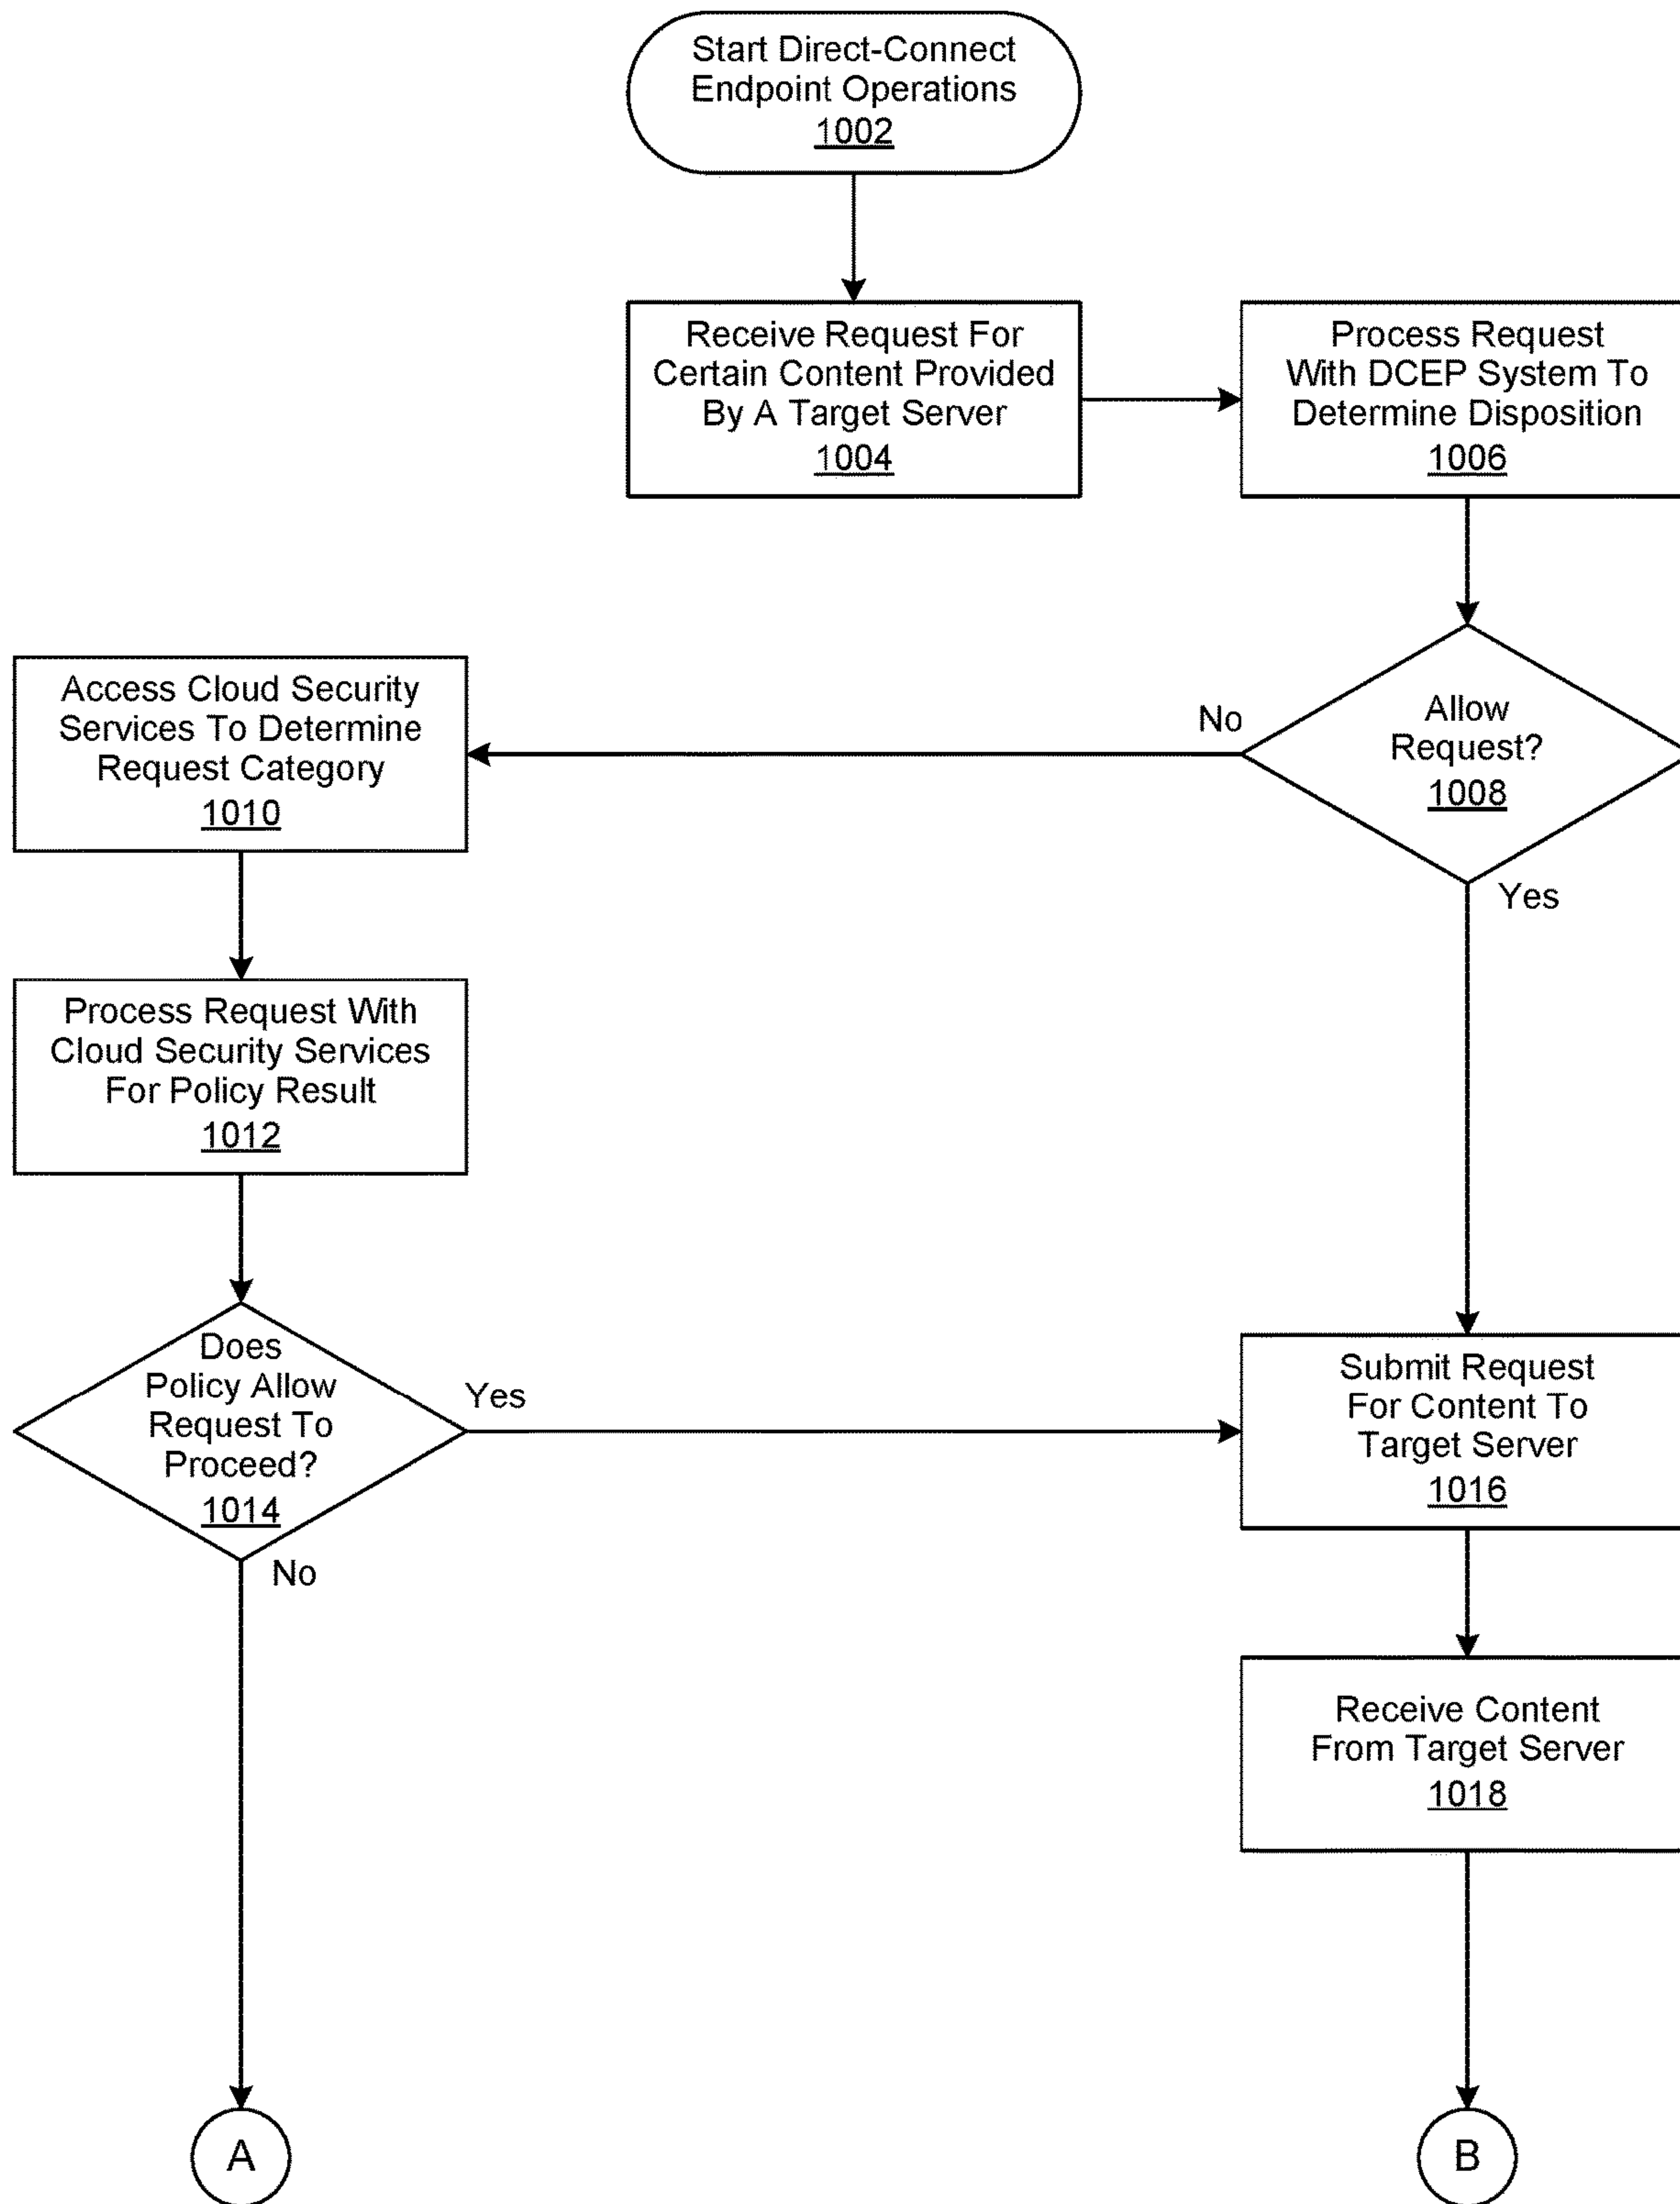 Start Direct-Connect
Endpoint Operations
1002
Receive Request For
Certain Content Provided
By A Target Server
1004
Process Request
With DCEP System To
Determine Disposition
1006
Allow
Request?
1008
No
Yes
Access Cloud Security
Services To Determine
Request Category
1010
Process Request With
Cloud Security Services
For Policy Result
1012
Does
Policy Allow
Request To
Proceed?
1014
Yes
No
Submit Request
For Content To
Target Server
1016
Receive Content
From Target Server
1018
A
B